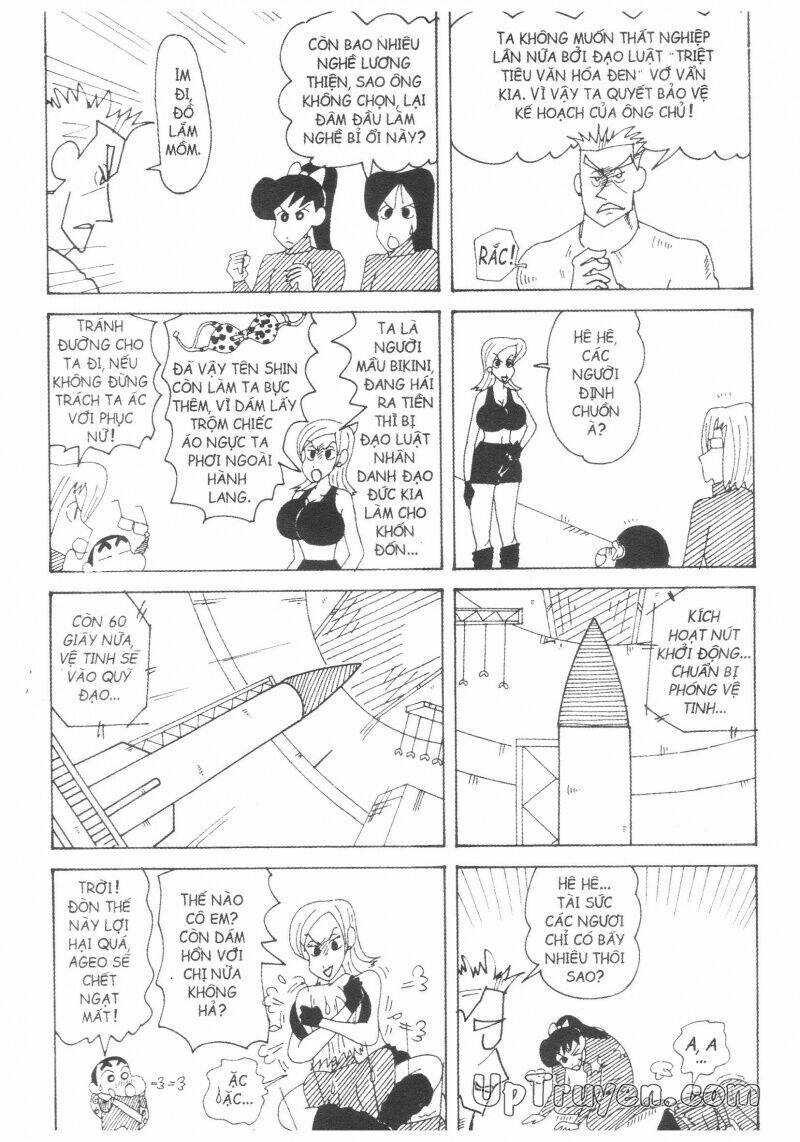 TA KHÔNG MUỐN THẤT NGHIỆP
LẦN NỮA BỞI ĐẠO LUẬT "TRIỆT
TIÊU VĂN HÓA ĐEN" VỚ VẨN
KIA. VÌ VẬY TA QUYẾT BẢO VỆ
KẾ HOẠCH CỦA ÔNG CHỦ!
RẮC!
CÒN BAO NHIÊU
NGHỀ LƯƠNG
THIỆN, SAO ÔNG
KHÔNG CHỌN, LẠI
ĐÂM ĐẦU LÀM
NGHỀ BỈ ỔI NÀY?
IM
ĐI,
ĐỒ
LẮM
MỒM.
HÊ HÊ,
CÁC
NGƯỜI
ĐỊNH
CHUỒN
À?
TA LÀ
NGƯỜI
MẪU BIKINI,
ĐANG HÁI
RA TIỀN
THÌ BỊ
ĐẠO LUẬT
NHÂN
DANH ĐẠO
ĐỨC KIA
LÀM CHO
KHỐN
ĐỐN...
ĐÃ VẬY TÊN SHIN
CÒN LÀM TA BỰC
THÊM, VÌ DÁM LẤY
TRỘM CHIẾC
ÁO NGỰC TA
PHƠI NGOÀI
HÀNH
LANG.
TRÁNH
ĐƯỜNG CHO
TA ĐI, NẾU
KHÔNG ĐỪNG
TRÁCH TA ÁC
VỚI PHỤC
NỮ!
KÍCH
HOẠT NÚT
KHỞI ĐỘNG...
CHUẨN BỊ
PHÓNG VỆ
TINH...
CÒN 60
GIÂY NỮA,
VỆ TINH SẼ
VÀO QUỸ
ĐẠO...
HÊ HÊ...
TÀI SỨC
CÁC NGƯƠI
CHỈ CÓ BẤY
NHIÊU THÔI
SAO?
A, A
...
THẾ NÀO
CÔ EM?
CÒN DÁM
HỖN VỚI
CHỊ NỮA
KHÔNG
HẢ?
ẶC
ẶC...
TRỜI!
ĐÒN THẾ
NÀY LỢI
HẠI QUÁ,
AGEO SẼ
CHẾT
NGẠT
MẤT!
UpTruyen.com